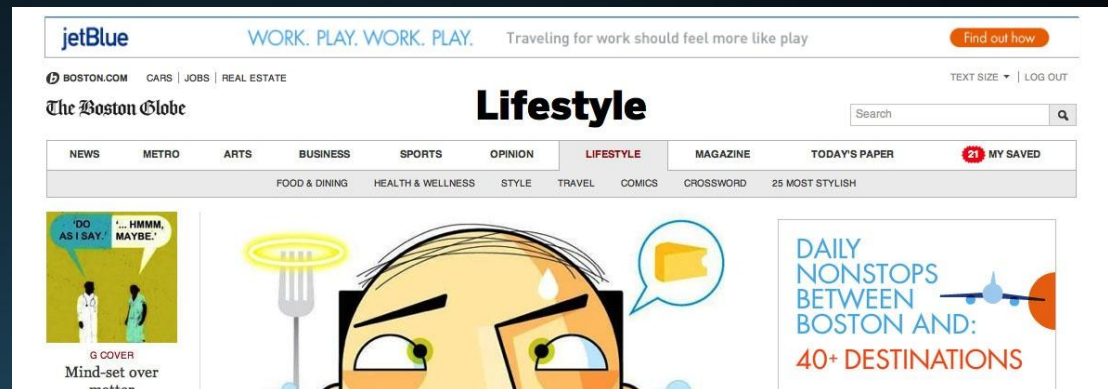 jetBlue WORK. PLAY. WORK. PLAY. Traveling for work should feel more like play Find out how
BOSTON.COM CARS | JOBS | REAL ESTATE TEXT SIZE | LOG OUT
The Boston Globe Lifestyle Search
NEWS METRO ARTS BUSINESS SPORTS OPINION LIFESTYLE MAGAZINE TODAY'S PAPER 21 MY SAVED
FOOD & DINING HEALTH & WELLNESS STYLE TRAVEL COMICS CROSSWORD 25 MOST STYLISH
'DO
AS I SAY.'
'... HMMM,
MAYBE.'
G COVER
Mind-set over
matter
DAILY
NONSTOPS
BETWEEN
BOSTON AND:
40+ DESTINATIONS